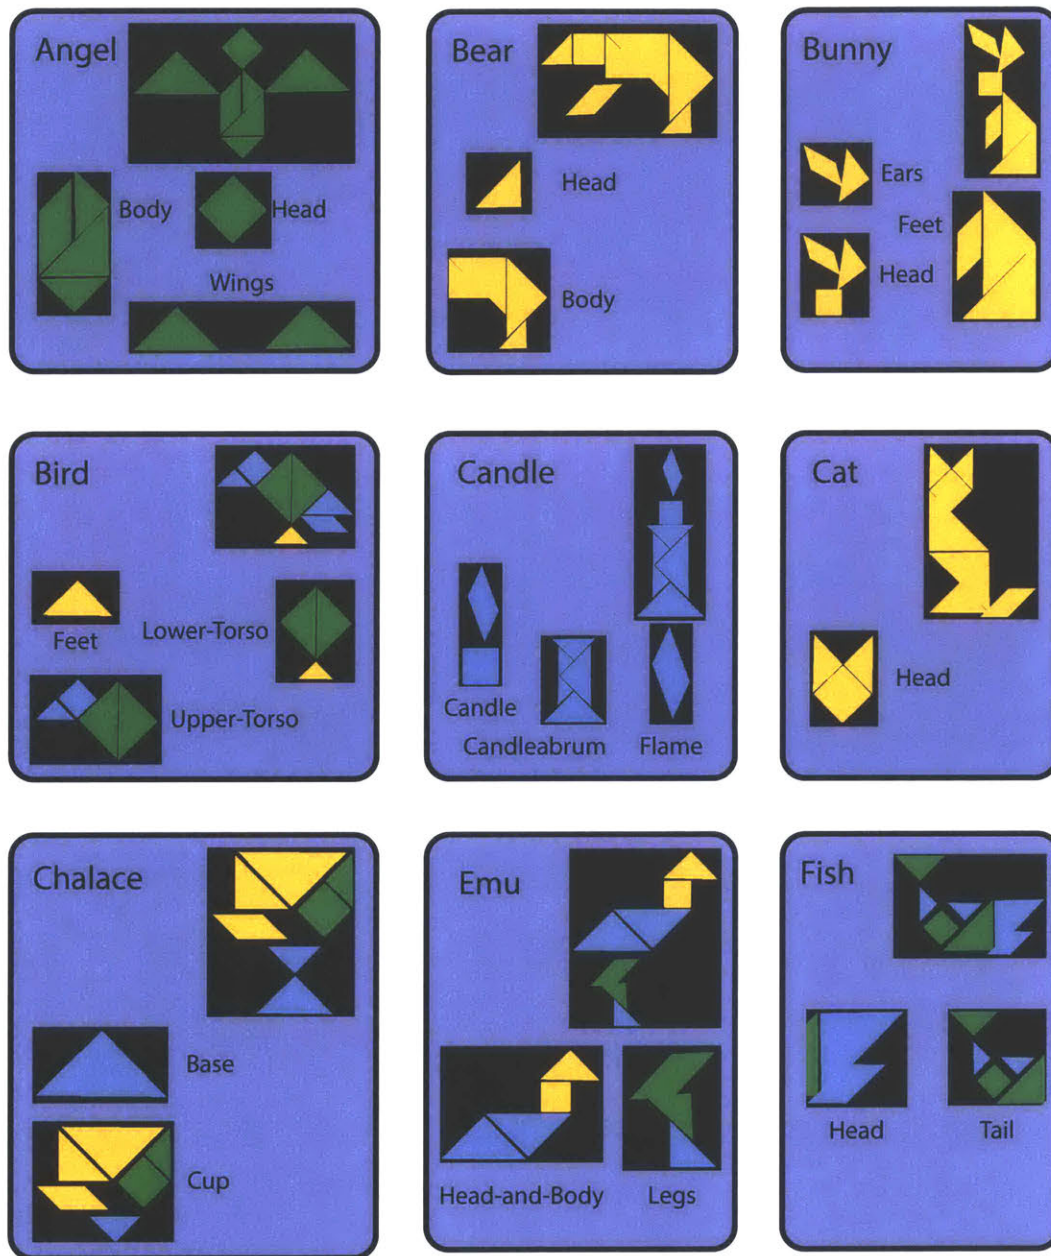 Angel
Body
Head
Wings
Bear
Head
Body
Bunny
Ears
Feet
Head
Bird
Feet
Lower-Torso
Upper-Torso
Candle
Candle
Candleabrum
Flame
Cat
Head
Chalace
Base
Cup
Emu
Head-and-Body
Legs
Fish
Head
Tail